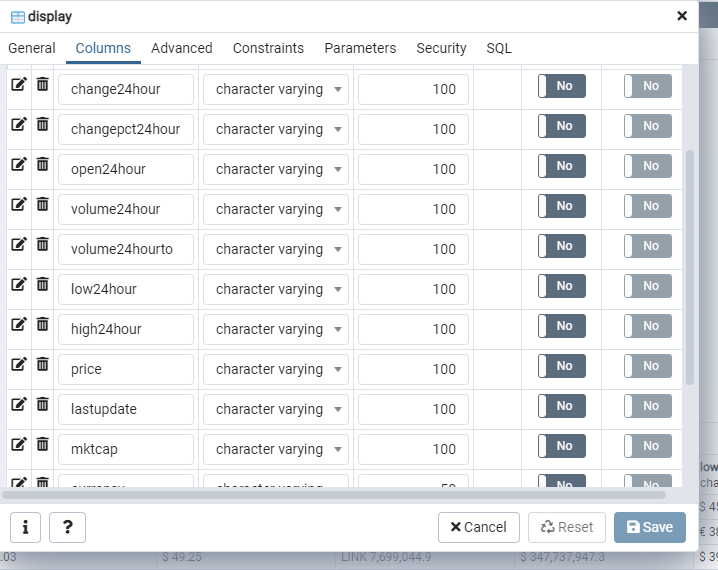 display
General Columns Advanced Constraints Parameters Security SQL
change24hour character varying 100 No No
changepct24hour character varying 100 No No
open24hour character varying 100 No No
volume24hour character varying 100 No No
volume24hourto character varying 100 No No
low24hour character varying 100 No No
high24hour character varying 100 No No
price character varying 100 No No
lastupdate character varying 100 No No
mktcap character varying 100 No No
currency character varying 50 No No
low
cha
$ 45
€ 38
i ? Cancel Reset Save
.03 $ 49.25 LINK 7,699,044.9 $ 347,737,947.3 $ 39